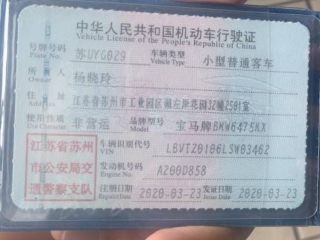 中华人民共和国机动车行驶证
Vehicle License of the People's Republic of China
号牌号码 苏UYG029 车辆类型 小型普通客车
Plate No. Vehicle Type
所有人 杨晓玲
Owner
住址 江苏省苏州市工业园区
Address
使用性质 非营运 品牌型号 宝马牌BMW6475KX
Use Character Model
江苏省苏州
市公安局交
通警察支队
车辆识别代号 LBVTZ0106LSW03462
VIN
发动机号码 A200D858
Engine No.
注册日期 2020-03-23 发证日期 2020-03-23
Register Date Issue Date